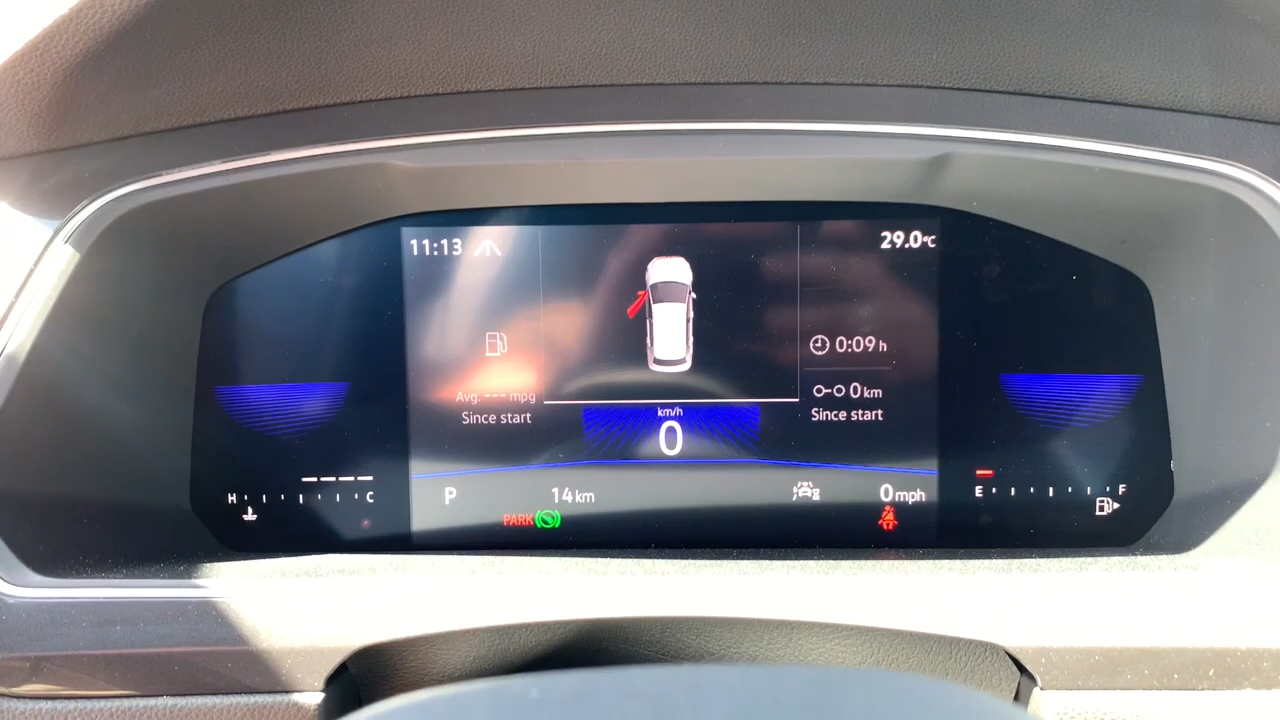 11:13
29.0°C
0:09 h
Avg. --- mpg
0 km
Since start
Since start
km/h
0
H C
E F
P
14 km
0 mph
PARK